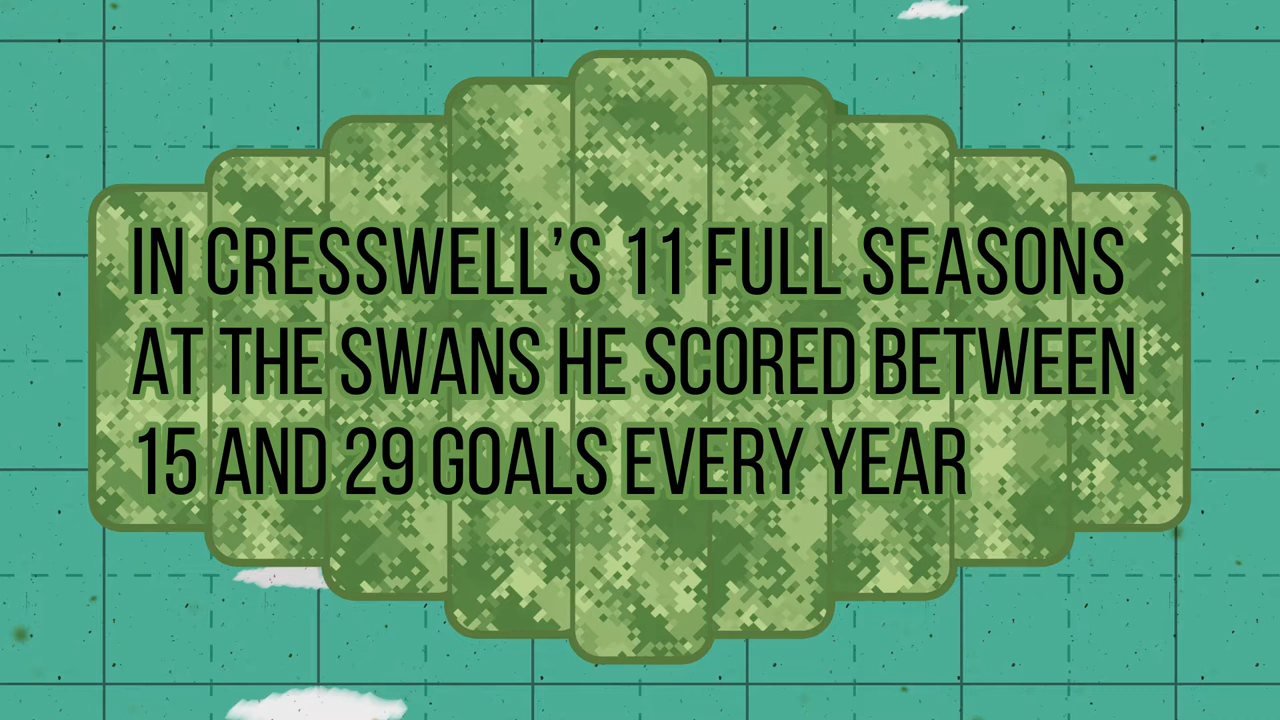 IN CRESSWELL’S 11 FULL SEASONS
AT THE SWANS HE SCORED BETWEEN
15 AND 29 GOALS EVERY YEAR